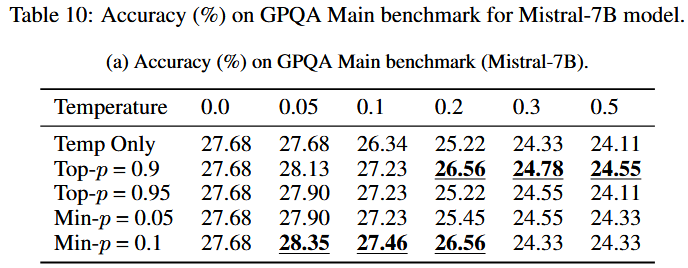 Table 10: Accuracy (%) on GPQA Main benchmark for Mistral-7B model.
(a) Accuracy (%) on GPQA Main benchmark (Mistral-7B).
Temperature 0.0 0.05 0.1 0.2 0.3 0.5
Temp Only 27.68 27.68 26.34 25.22 24.33 24.11
Top-p = 0.9 27.68 28.13 27.23 26.56 24.78 24.55
Top-p = 0.95 27.68 27.90 27.23 25.22 24.55 24.11
Min-p = 0.05 27.68 27.90 27.23 25.45 24.55 24.33
Min-p = 0.1 27.68 28.35 27.46 26.56 24.33 24.33